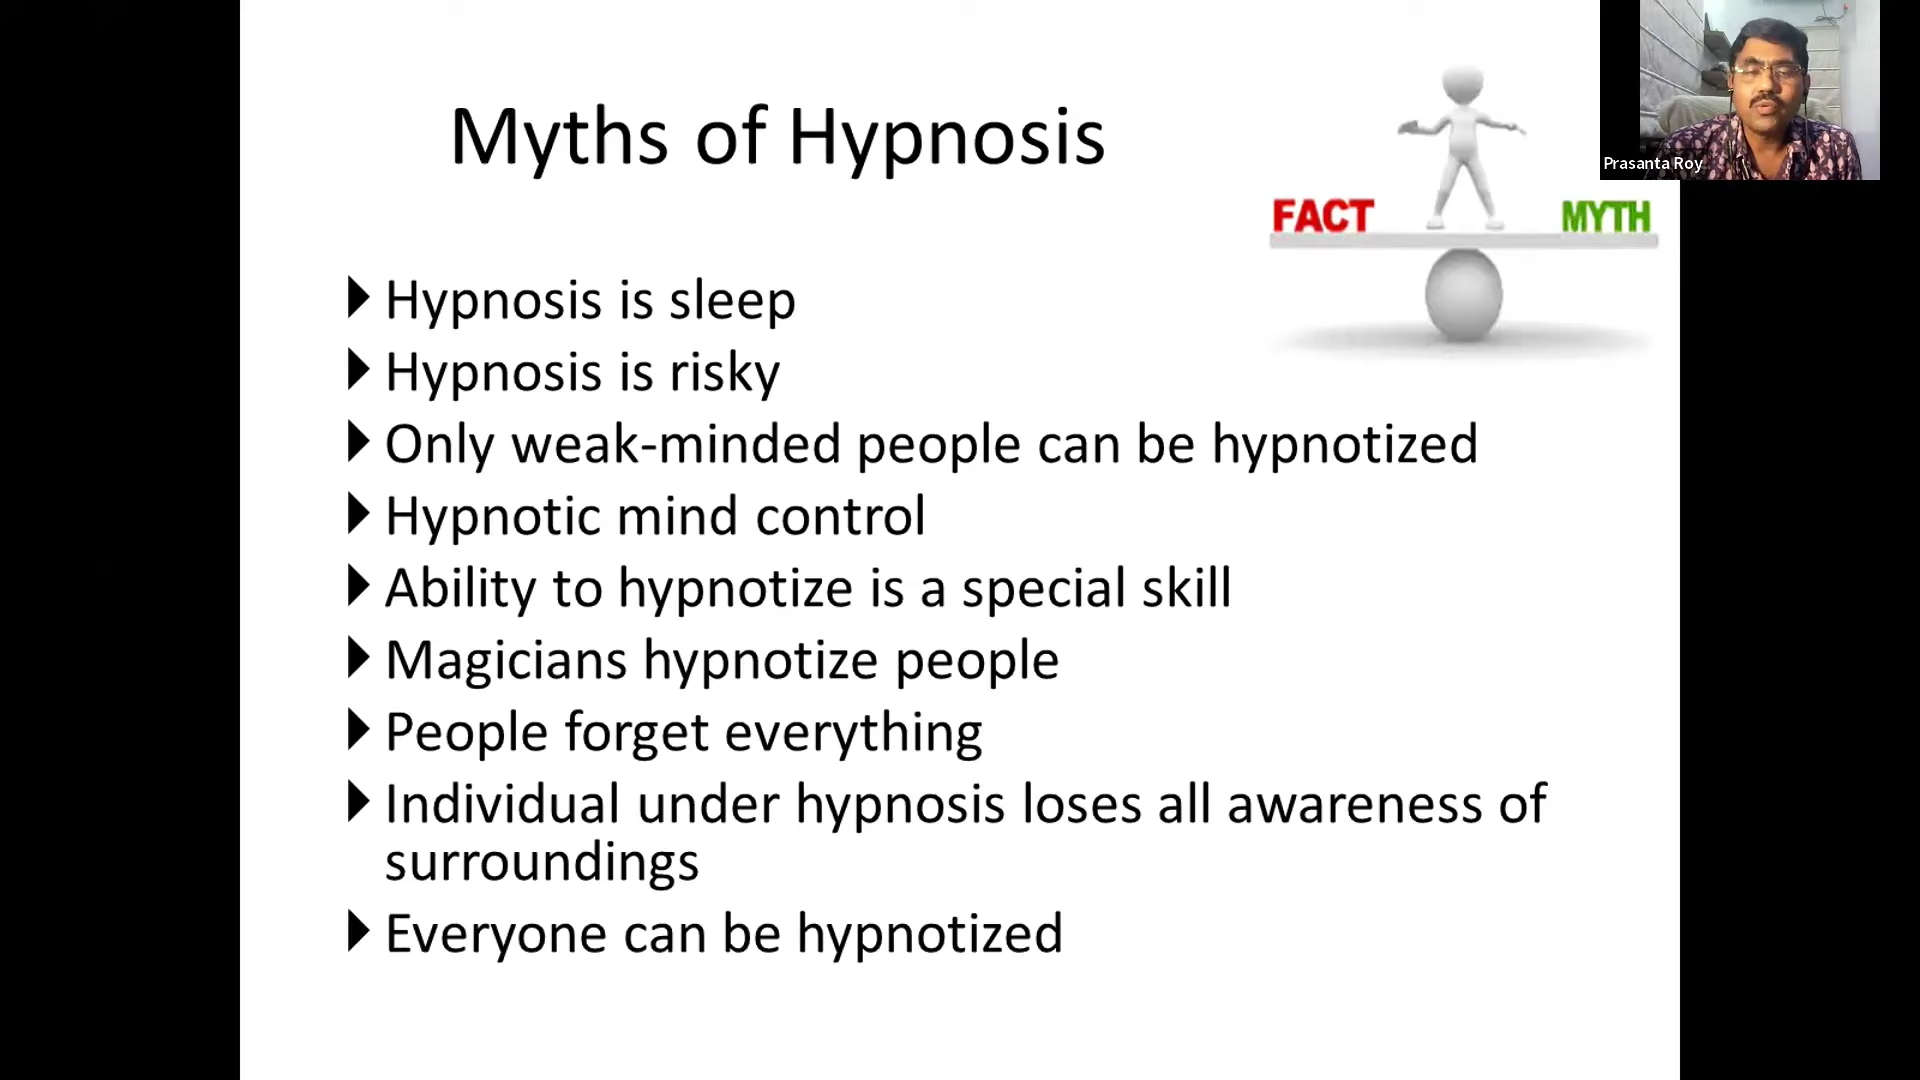 Myths of Hypnosis
Prasanta Roy
FACT
MYTH
Hypnosis is sleep
Hypnosis is risky
Only weak-minded people can be hypnotized
Hypnotic mind control
Ability to hypnotize is a special skill
Magicians hypnotize people
People forget everything
Individual under hypnosis loses all awareness of
surroundings
Everyone can be hypnotized